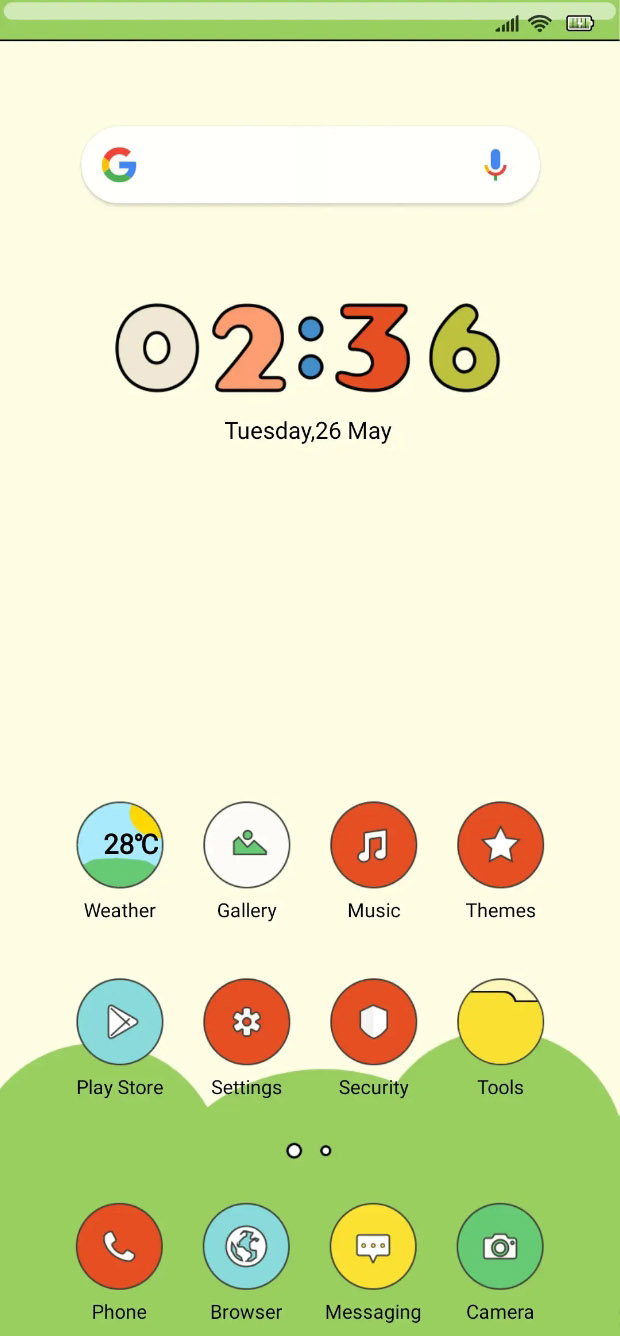 02:36
Tuesday,26 May
28℃
Weather Gallery Music Themes
Play Store Settings Security Tools
Phone Browser Messaging Camera